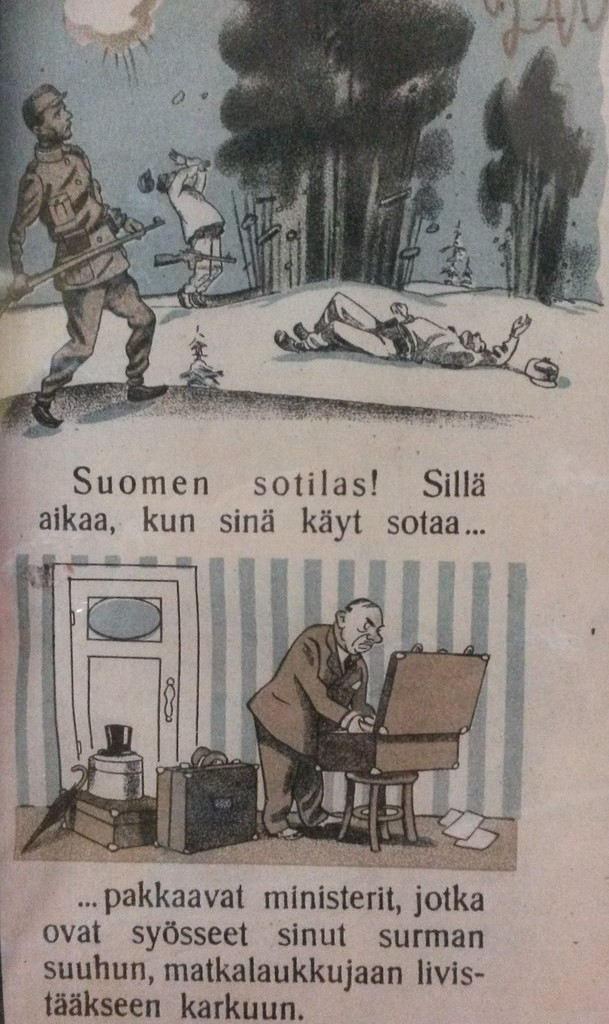 Suomen sotilas! Sillä
aikaa, kun sinä käyt sotaa...
...pakkaavat ministerit, jotka
ovat syösseet sinut surman
suuhun, matkalaukkujaan livis-
tääkseen karkuun.